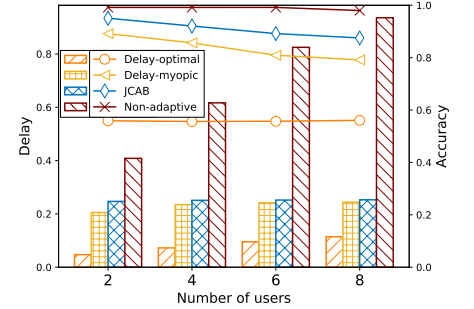 1.0
0.8
0.8
Delay-optimal
Delay-myopic
JCAB
Non-adaptive
0.6
0.6
0.4
0.4
0.2
0.2
0.0
0.0
Delay
Accuracy
2
4
6
8
Number of users